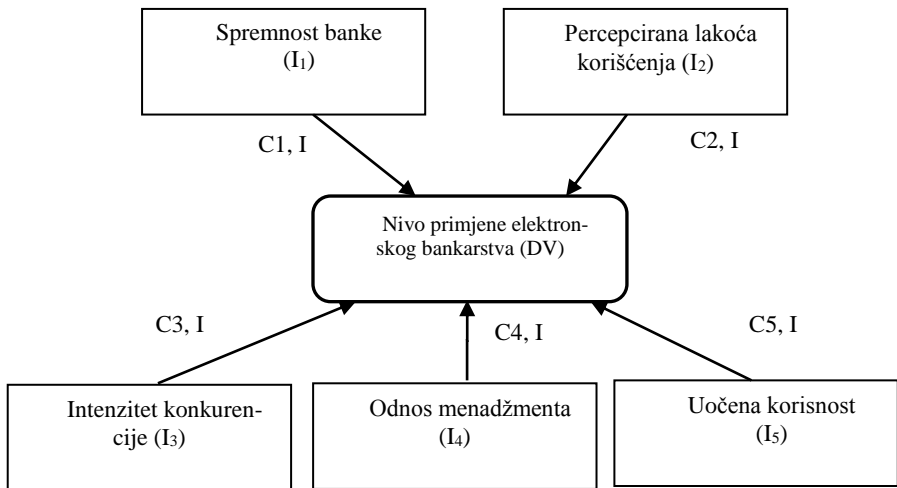 Spremnost banke
(I₁)
Percepcirana lakoća
korišćenja (I₂)
C1, I
C2, I
Nivo primjene elektron-
skog bankarstva (DV)
C3, I
C4, I
C5, I
Intenzitet konkuren-
cije (I₃)
Odnos menadžmenta
(I₄)
Uočena korisnost
(I₅)